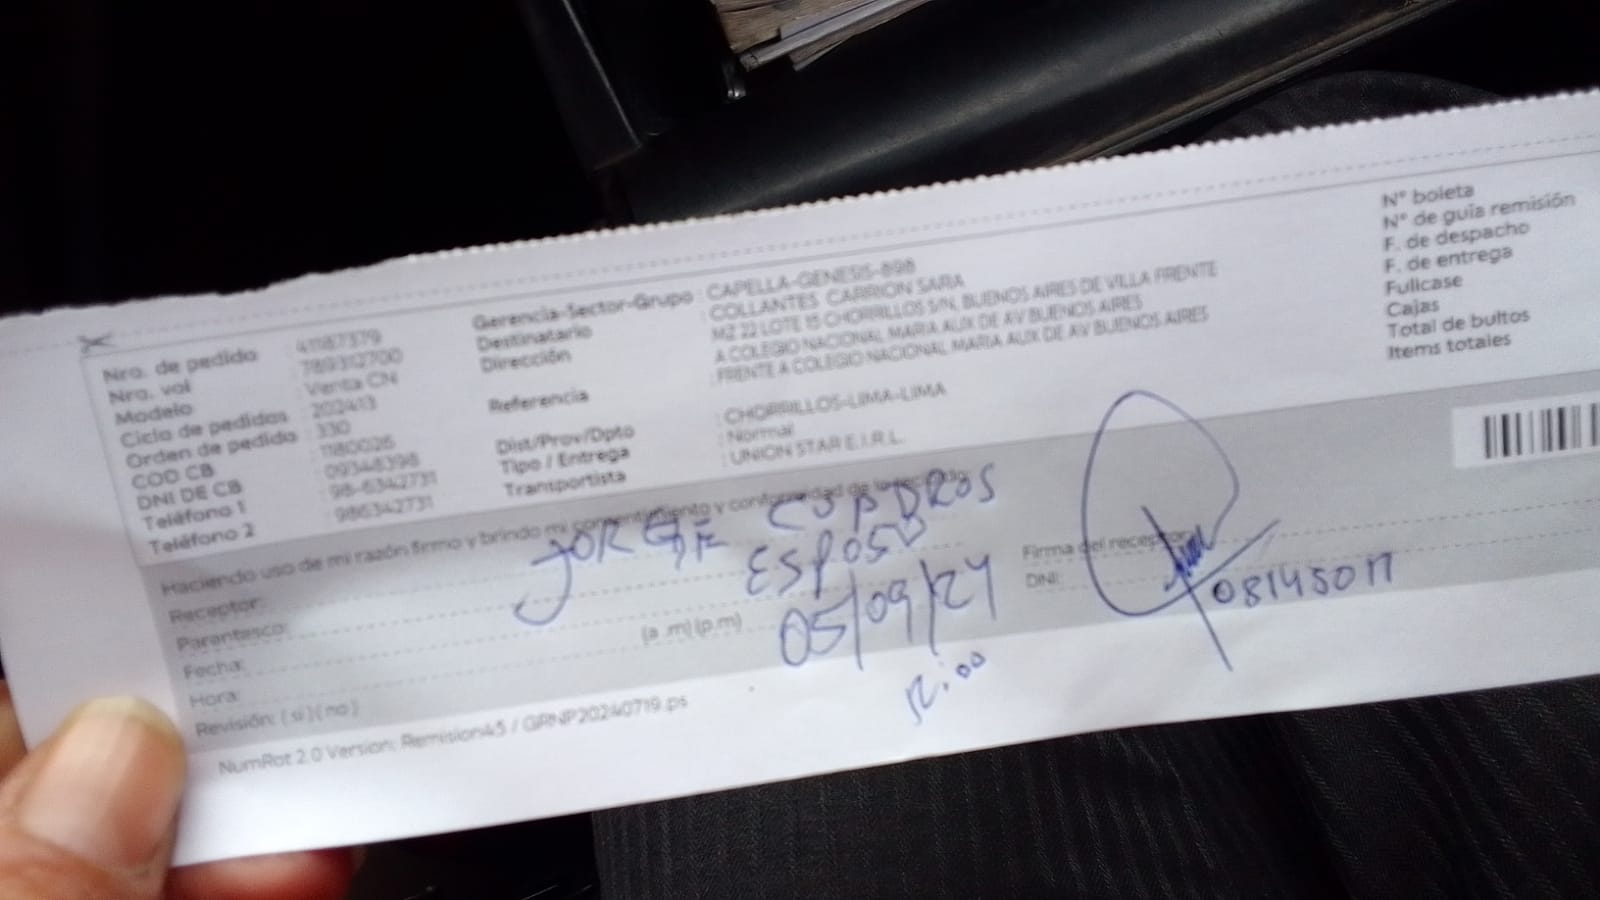 Nro. de pedido : 41187379
Nro. val : 789312700
Modelo : Venta CN
Ciclo de pedidos : 202413
Orden de pedido : 330
COD CB : 1180026
DNI DE CB : 09348398
Teléfono 1 : 98-6342731
Teléfono 2 : 986342731
Gerencia-Sector-Grupo : CAPELLA-GENESIS-898
Destinatario : COLLANTES CARRION SARA
Dirección : MZ 22 LOTE 15 CHORRILLOS S/N, BUENOS AIRES DE VILLA FRENTE
A COLEGIO NACIONAL MARIA AUX DE AV BUENOS AIRES
Referencia : FRENTE A COLEGIO NACIONAL MARIA AUX DE AV BUENOS AIRES
Dist/Prov/Dpto : CHORRILLOS-LIMA-LIMA
Tipo / Entrega : Normal
Transportista : UNION STAR E.I.R.L.
N° boleta
N° de guía remisión
F. de despacho
F. de entrega
Fullcase
Cajas
Total de bultos
Items totales
Haciendo uso de mi razón firmo y brindo mi consentimiento y conformidad de lo recibido
Receptor: JORGE
Parentesco: ESPOSO
Fecha: 05/09/24
Hora: (a .m) (p.m) 12:00
Revisión: ( si ) ( no )
Firma del receptor:
DNI: 08145017
NumRot 2.0 Version: Remision45 / GRNP20240719.ps